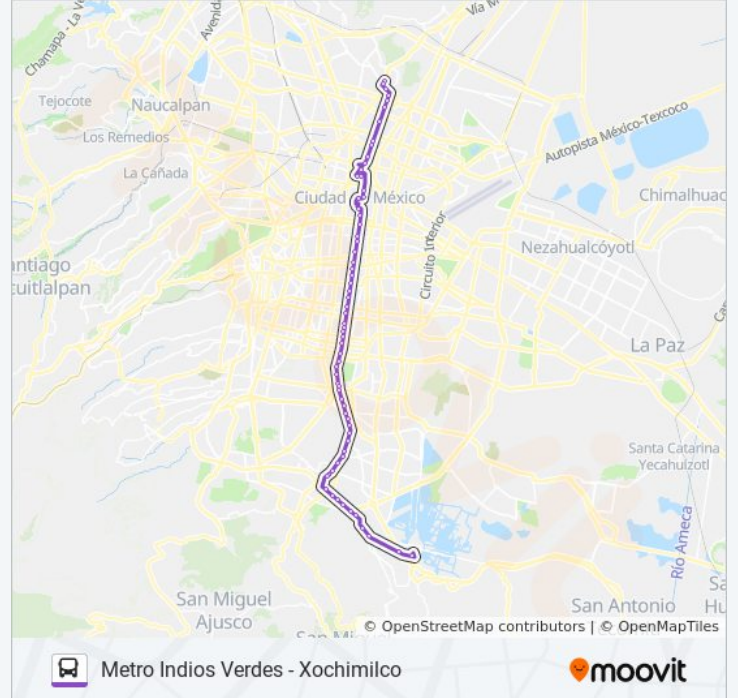 Vía M
Chamapa - La V
Avenid
Tejocote
Naucalpan
Los Remedios
La Cañada
Autopista México-Texcoco
Ciudad México
Chimalhuac
Circuito Interior
Nezahualcóyotl
antiago
cuitlalpan
La Paz
Santa Catarina
Yecahuizotl
Río Ameca
San Miguel
Ajusco
San Antonio
© OpenStreetMap contributors | © OpenMapTiles
Metro Indios Verdes - Xochimilco
moovit